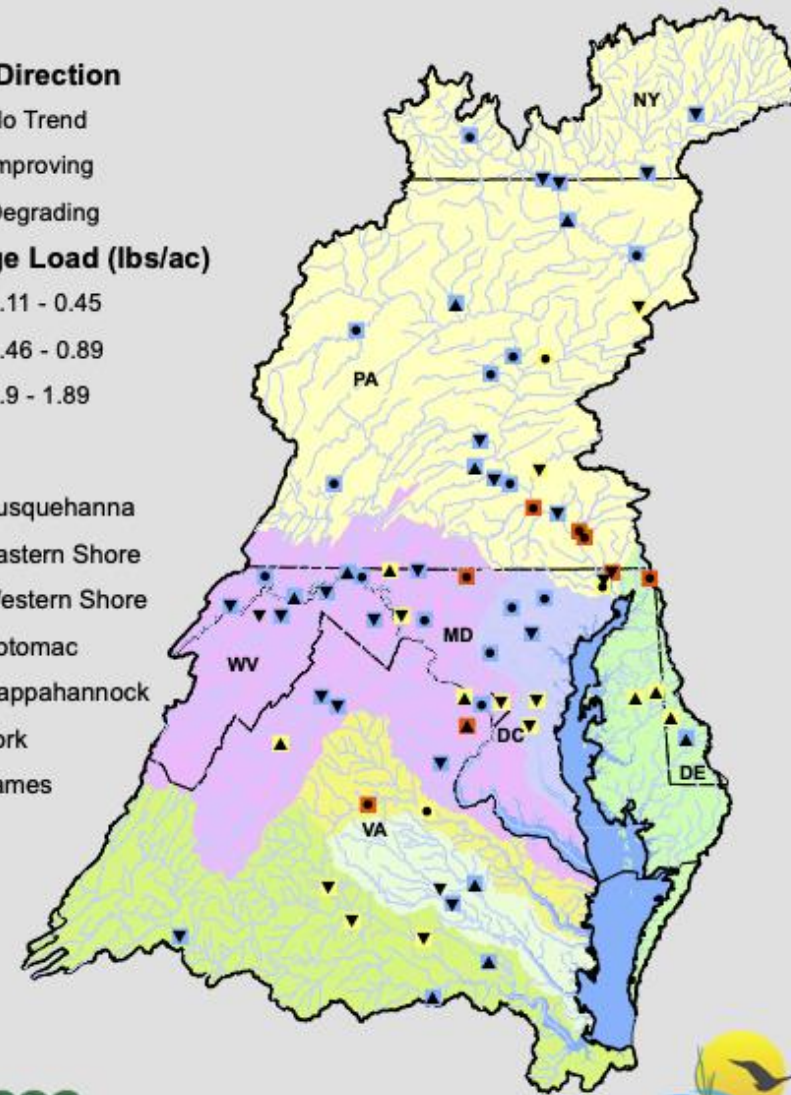 Direction
lo Trend
mproving
Degrading
ge Load (lbs/ac)
.11 - 0.45
.46 - 0.89
.9 - 1.89
usquehanna
astern Shore
Vestern Shore
otomac
appahannock
ork
ames
NY
PA
MD
WV
DC
DE
VA